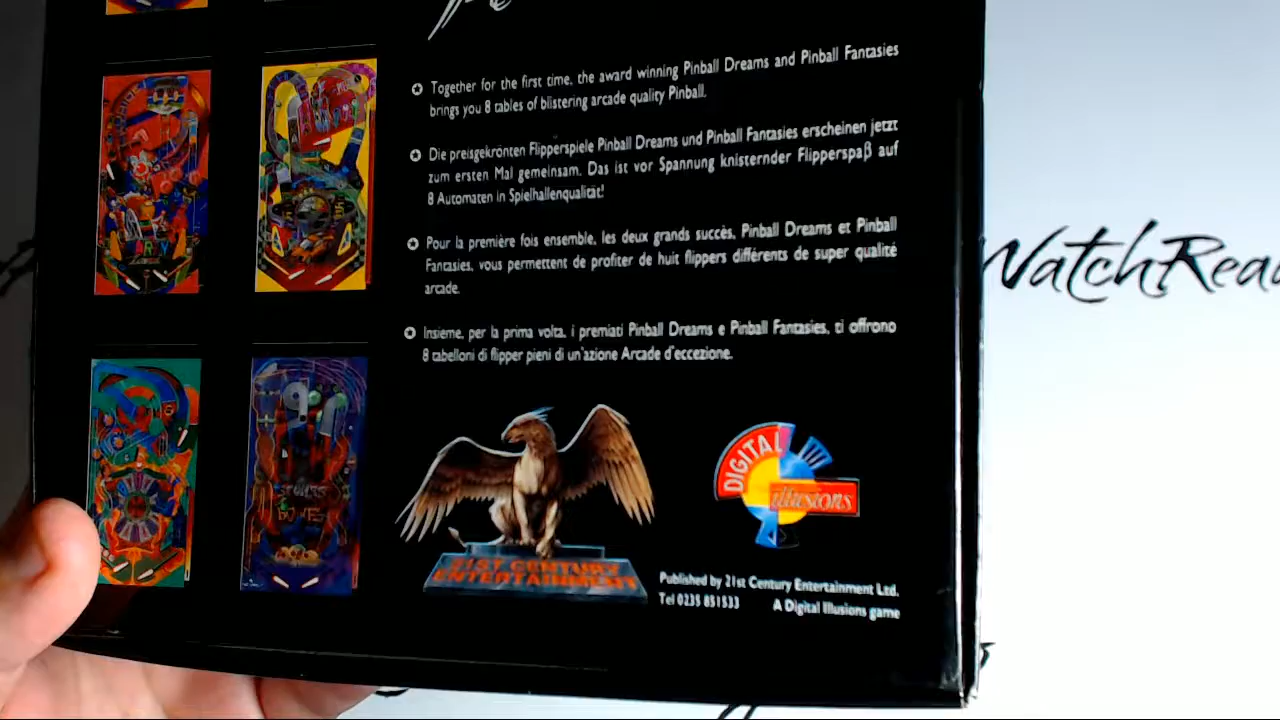 Together for the first time, the award winning Pinball Dreams and Pinball Fantasies
brings you 8 tables of blistering arcade quality Pinball.
Die preisgekrönten Flipperspiele Pinball Dreams und Pinball Fantasies erscheinen jetzt
zum ersten Mal gemeinsam. Das ist vor Spannung knisternder Flipperspaß auf
8 Automaten in Spielhallenqualität!
Pour la première fois ensemble, les deux grands succès, Pinball Dreams et Pinball
Fantasies, vous permettent de profiter de huit flippers différents de super qualité
arcade.
Insieme, per la prima volta, i premiati Pinball Dreams e Pinball Fantasies, ti offrono
8 tabelloni di flipper pieni di un'azione Arcade d'eccezione.
DIGITAL
illusions
21ST CENTURY
ENTERTAINMENT
Published by 21st Century Entertainment Ltd.
Tel 0235 851533 A Digital Illusions game
WatchRea
PARTY
STONES
BONES